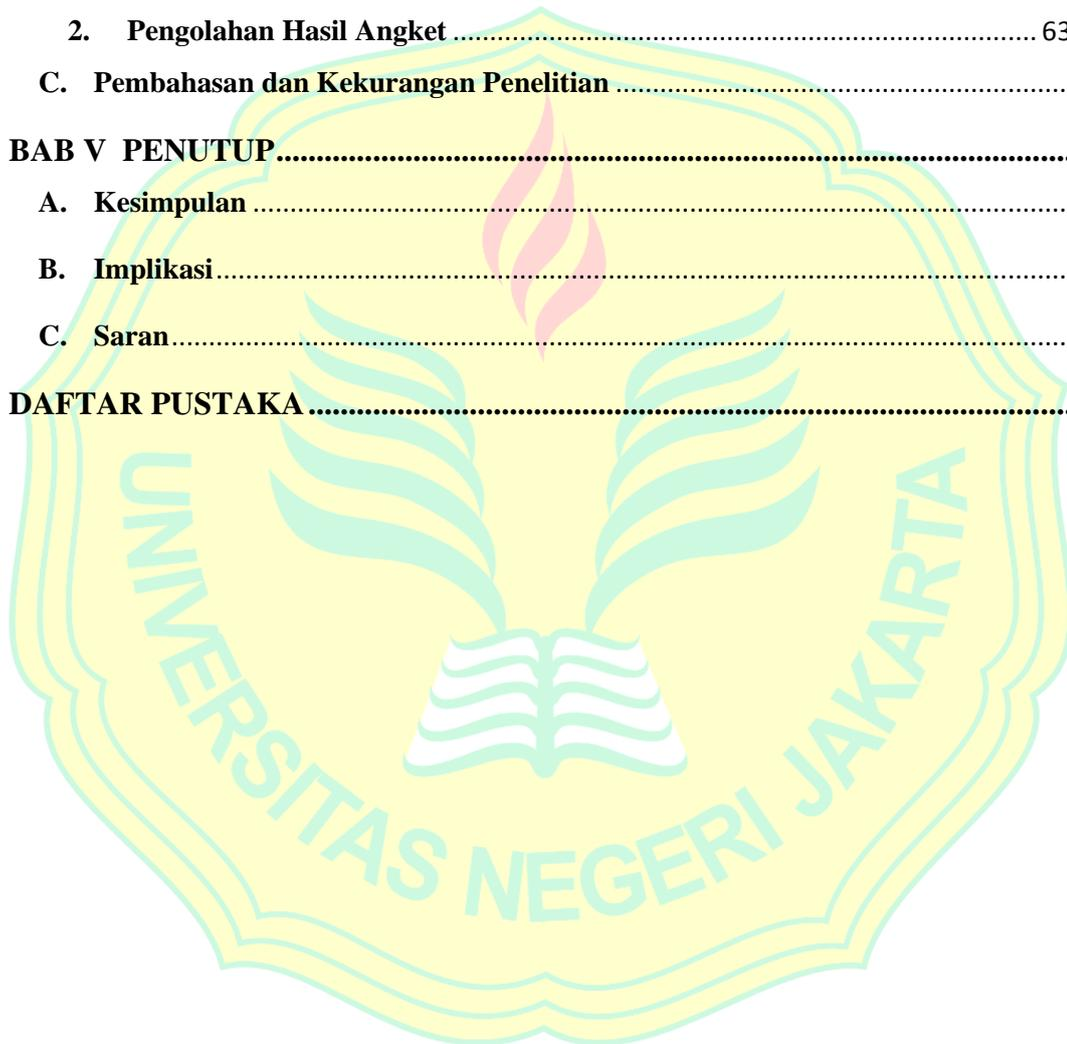 2. Pengolahan Hasil Angket ........................................................................ 63
C. Pembahasan dan Kekurangan Penelitian ........................................................
BAB V PENUTUP........................................................................................
A. Kesimpulan ........................................................................................
B. Implikasi........................................................................................
C. Saran........................................................................................
DAFTAR PUSTAKA ........................................................................................
UNIVERSITAS NEGERI JAKARTA